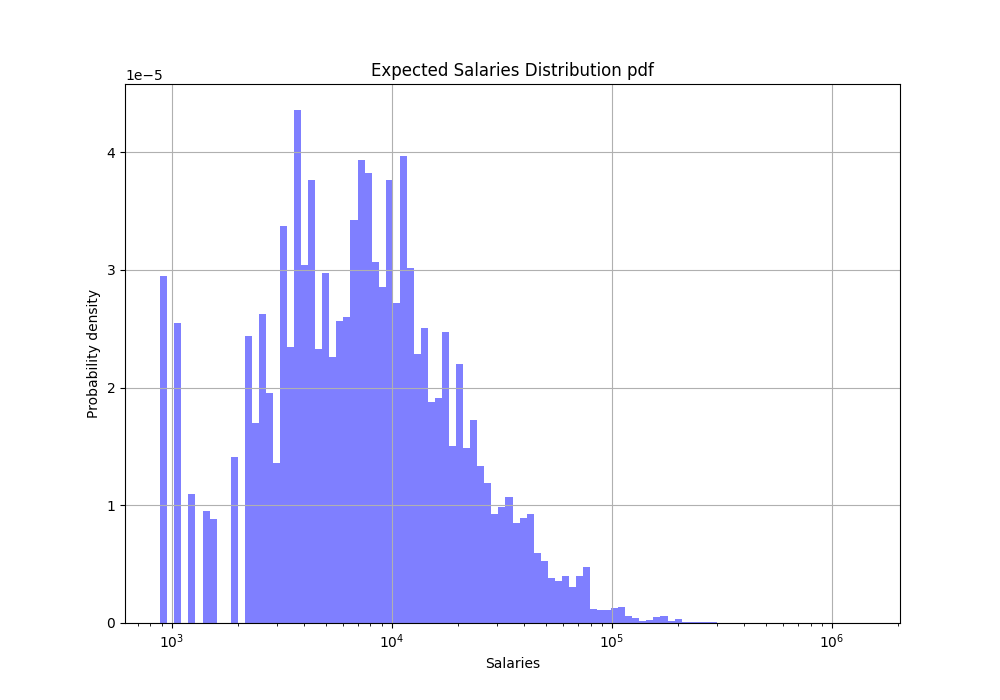 Expected Salaries Distribution pdf
1e−5
4
3
2
1
0
Probability density
10³ 10⁴ 10⁵ 10⁶
Salaries